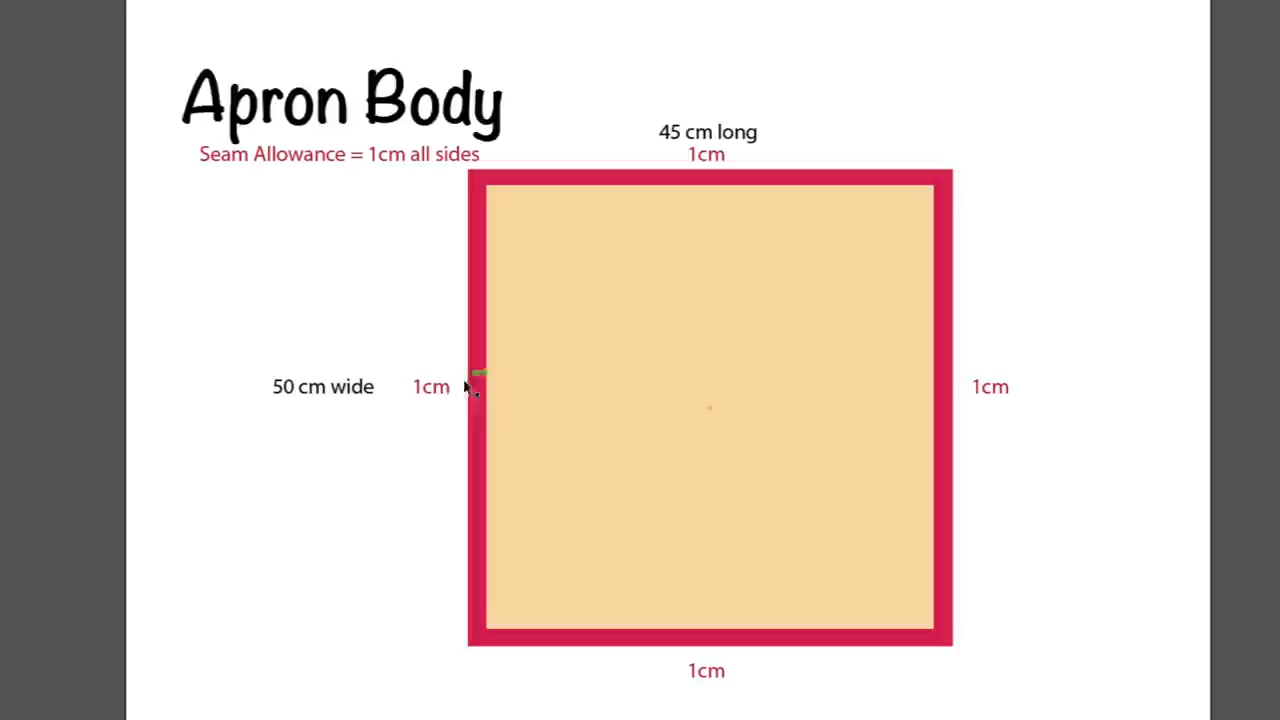 Apron Body
45 cm long
Seam Allowance = 1cm all sides
1cm
50 cm wide
1cm
1cm
1cm